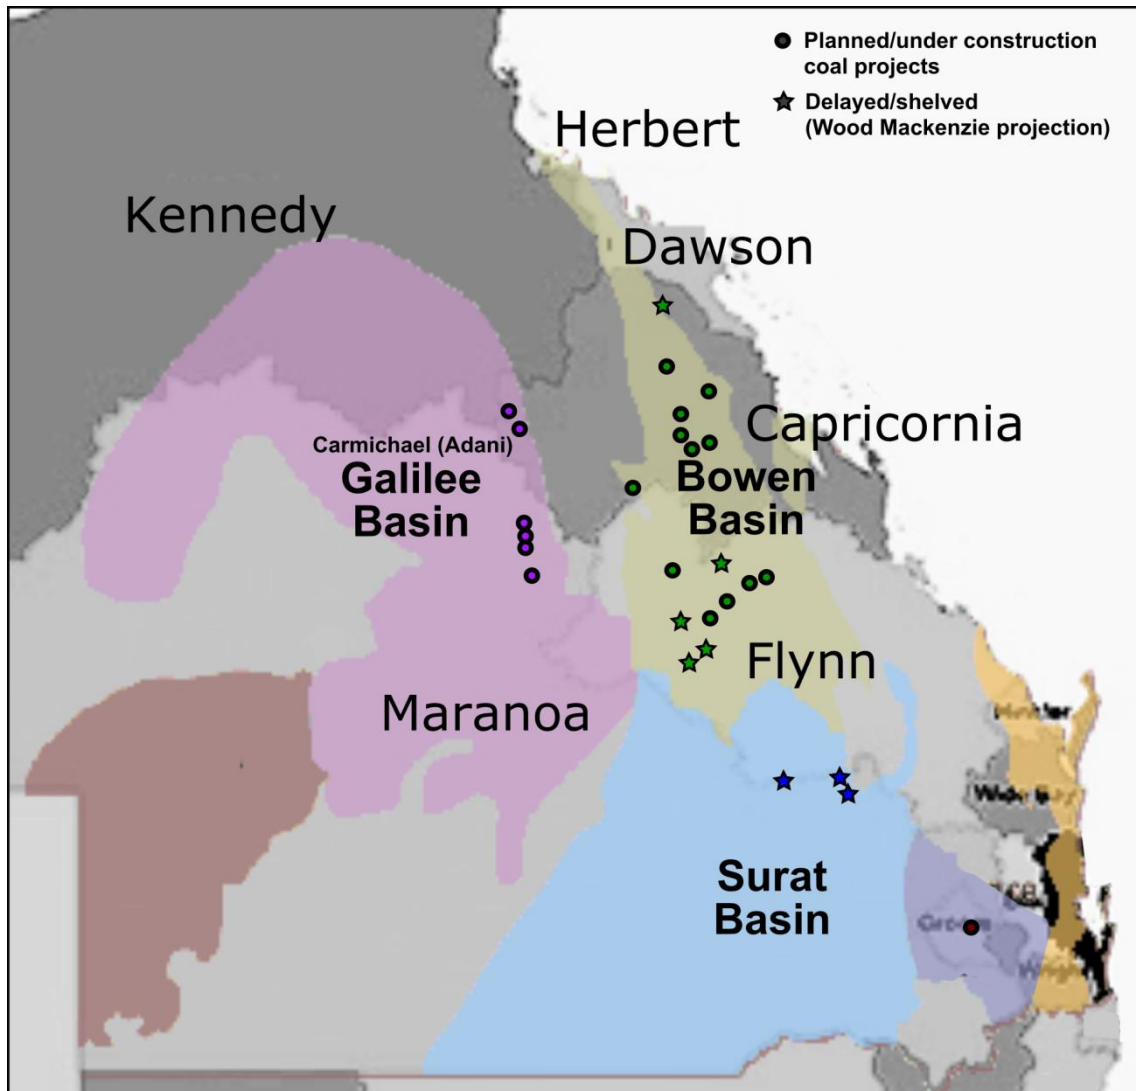 Planned/under construction
coal projects
Delayed/shelved
(Wood Mackenzie projection)
Herbert
Kennedy
Dawson
Capricornia
Carmichael (Adani)
Galilee
Basin
Bowen
Basin
Flynn
Maranoa
Surat
Basin